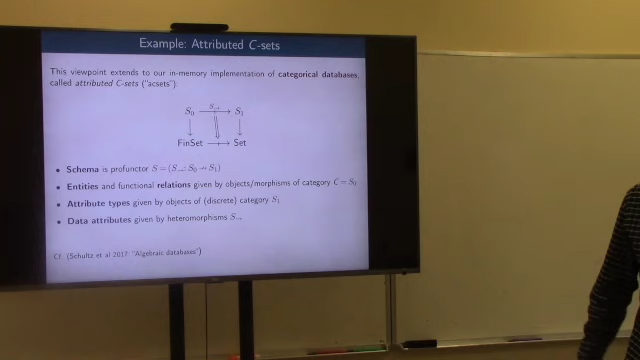 Example: Attributed C-sets
This viewpoint extends to our in-memory implementation of categorical databases,
called attributed C-sets ("acsets"):
S₀ S→ S₁
FinSet Set
• Schema is profunctor S = (S→ : S₀ ⇸ S₁)
• Entities and functional relations given by objects/morphisms of category C = S₀
• Attribute types given by objects of (discrete) category S₁
• Data attributes given by heteromorphisms S→
Cf. (Schultz et al 2017: "Algebraic databases")